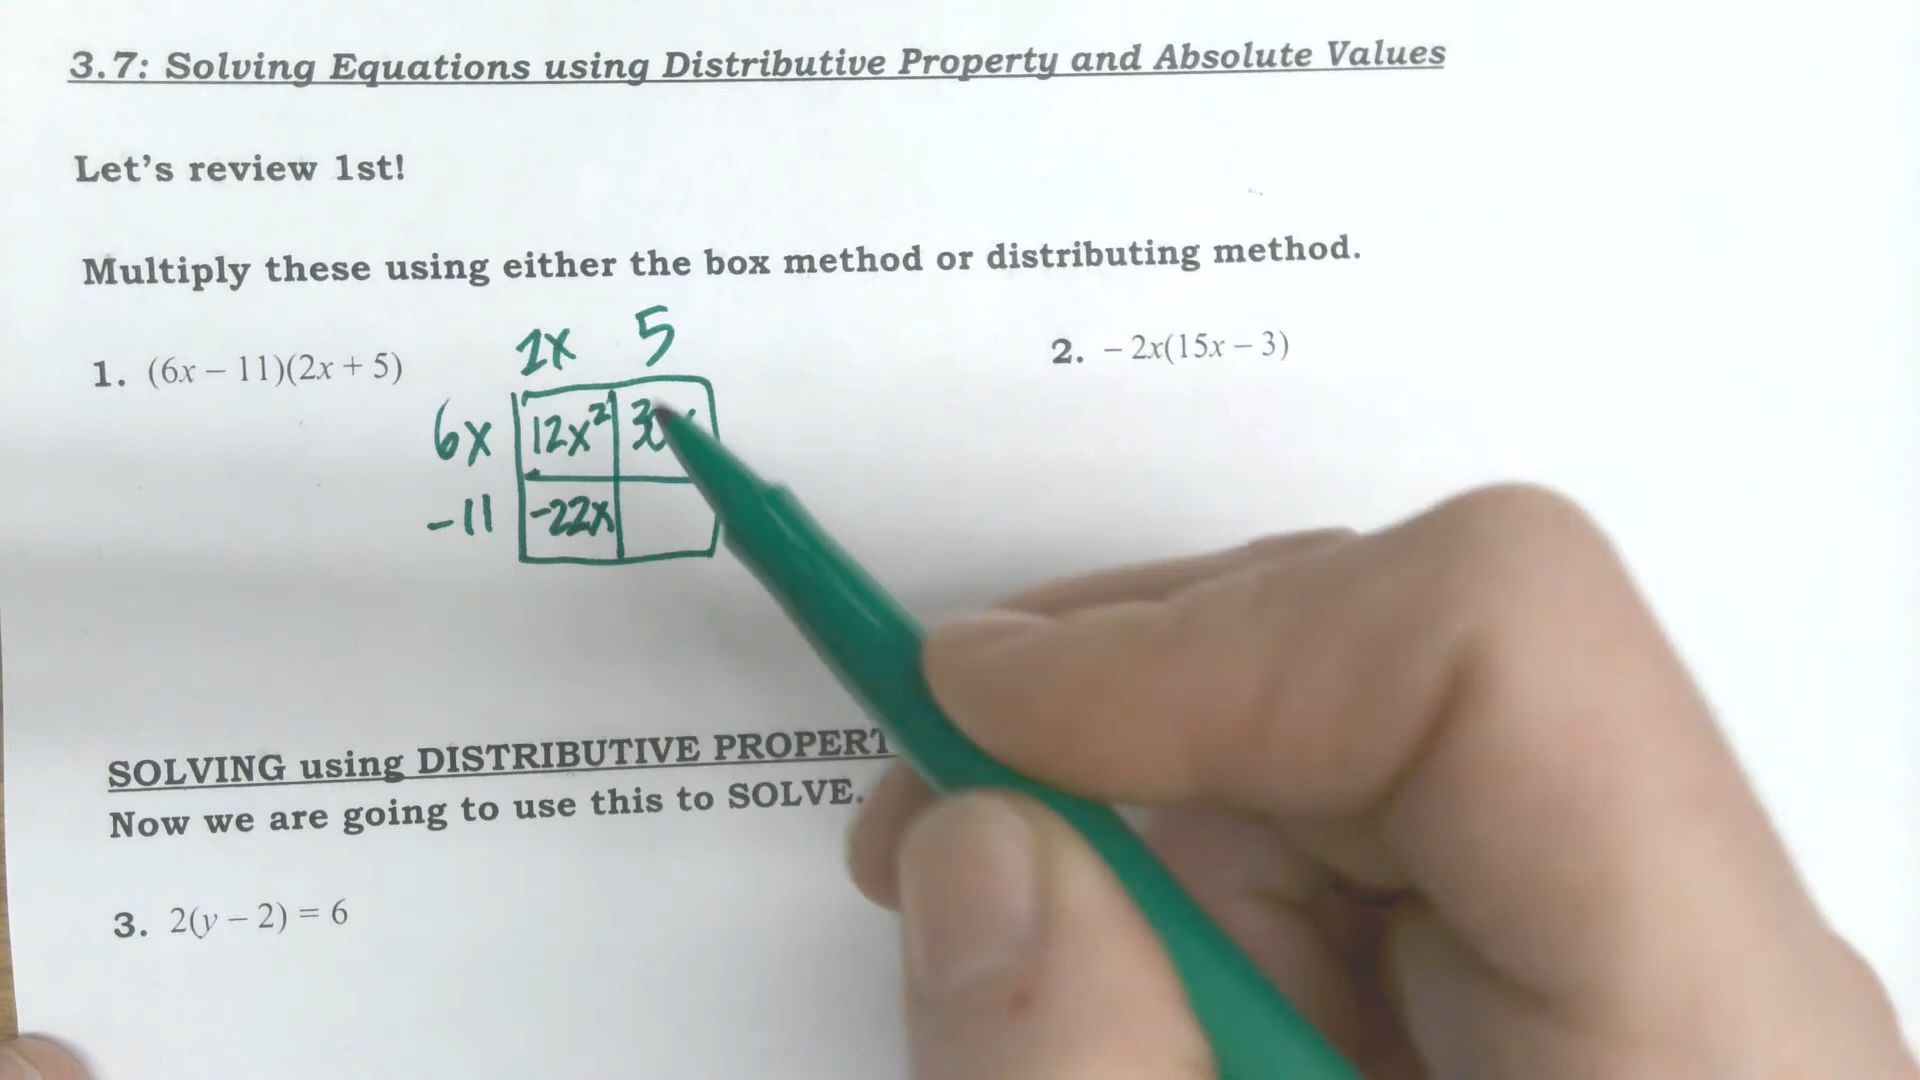 3.7: Solving Equations using Distributive Property and Absolute Values
Let's review 1st!
Multiply these using either the box method or distributing method.
1. (6x – 11)(2x + 5)
2x 5
6x 12x²
-11 -22x
2. – 2x(15x – 3)
SOLVING using DISTRIBUTIVE
Now we are going to use this to SOLVE.
3. 2(y – 2) = 6